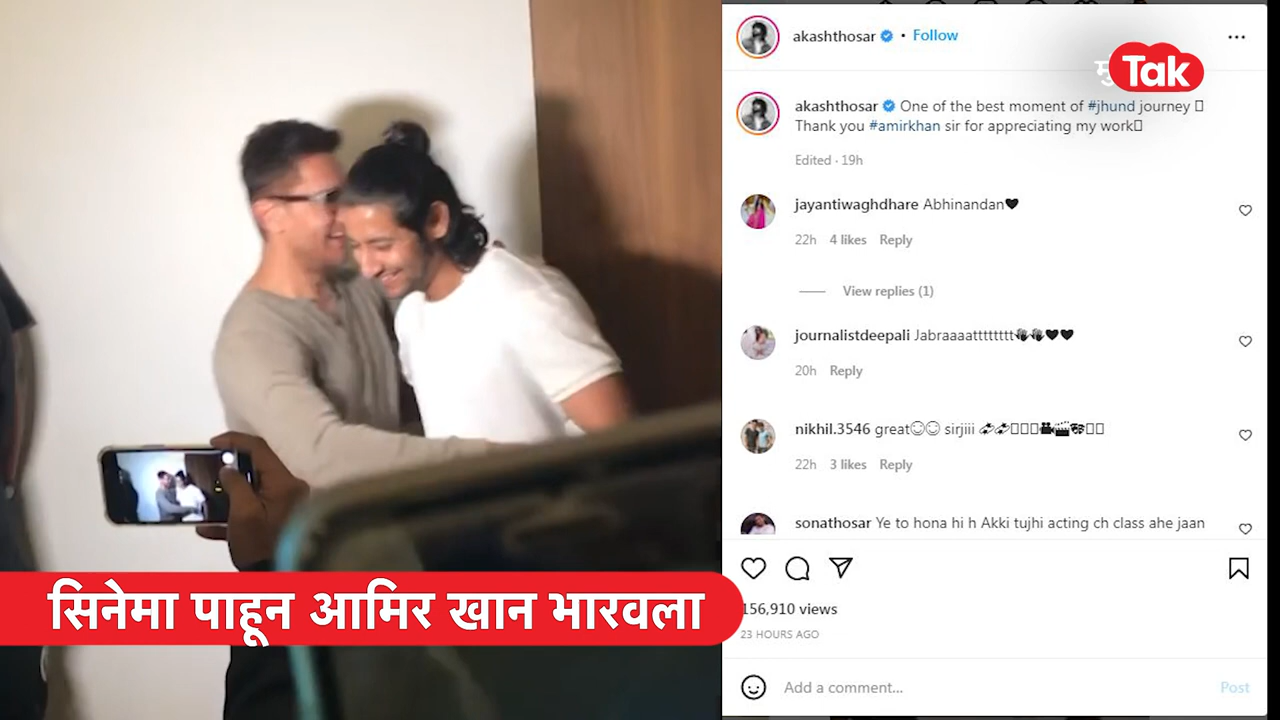 akashthosar • Follow
Tak
akashthosar One of the best moment of #jhund journey
Thank you #amirkhan sir for appreciating my work
Edited · 19h
jayantiwaghdhare Abhinandan🖤
22h 4 likes Reply
View replies (1)
journalistdeepali Jabraaaattttttttt👋👋🖤🖤
20h Reply
nikhil.3546 great sirjiii
22h 3 likes Reply
sonathosar Ye to hona hi h Akki tujhi acting ch class ahe jaan
156,910 views
23 HOURS AGO
Add a comment...
Post
सिनेमा पाहून आमिर खान भारवला